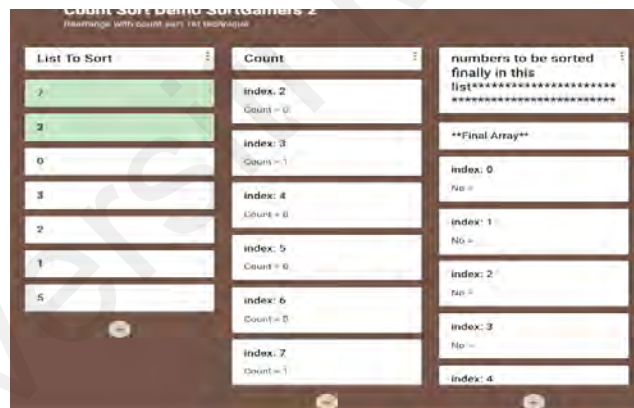 Count Sort Demo SortGamers 2
Rearrange with count sort technique
List To Sort
7
3
0
3
2
1
5
Count
index: 2
Count = 0
index: 3
Count = 1
index: 4
Count = 0
index: 5
Count = 0
index: 6
Count = 0
index: 7
Count = 1
numbers to be sorted
finally in this
list**********************
*************************
**Final Array**
index: 0
No =
index: 1
No =
index: 2
No =
index: 3
No =
index: 4